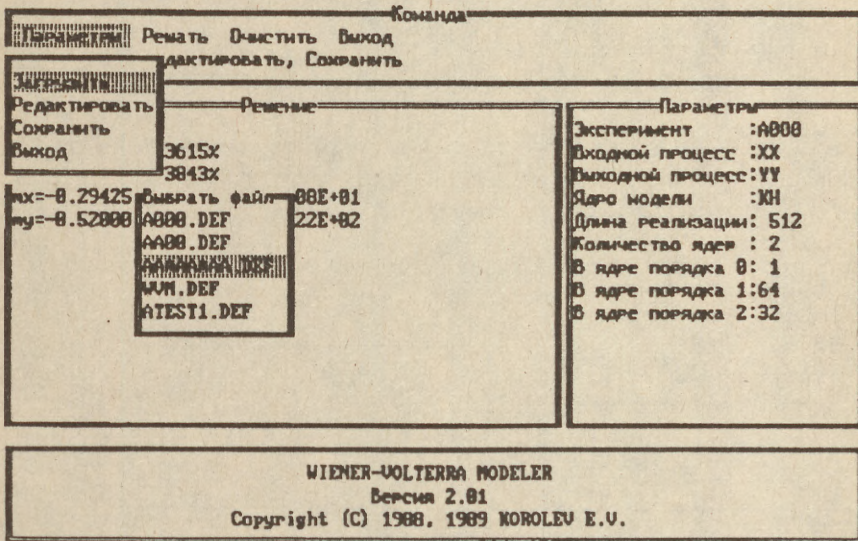 Команда
Параметры Решать Очистить Выход
дактировать, Сохранить
Загрузить
Редактировать
Сохранить
Выход
Решение
3615%
3843%
mx=-0.29425
08E+01
my=-0.52000
22E+02
Выбрать файл
A000.DEF
AA00.DEF
WVM.DEF
ATEST1.DEF
Параметры
Эксперимент :A000
Входной процесс :XX
Выходной процесс:YY
Ядро модели :XH
Длина реализации: 512
Количество ядер : 2
В ядре порядка 0: 1
В ядре порядка 1:64
В ядре порядка 2:32
WIENER-VOLTERRA MODELER
Версия 2.01
Copyright (C) 1988, 1989 KOROLEV E.V.